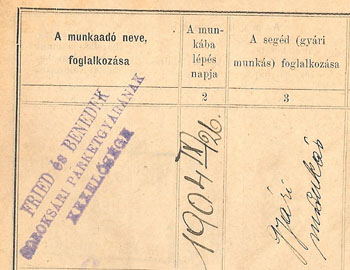 A munkaadó neve,
foglalkozása
A mun-
kába
lépés
napja
A segéd (gyári
munkás) foglalkozása
2
3
FRIED és BENEDEK
SOROKSÁRI PARKETGYÁRÁNAK
KEZELŐSÉGE
1904 IV/26.
gyári
munkás